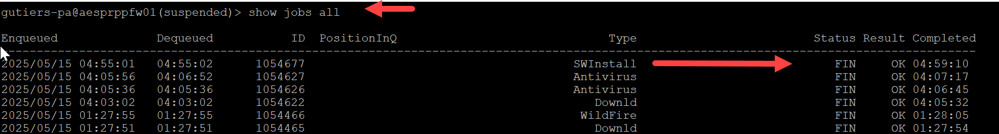 gutiers-pa@aesprppfw01(suspended)> show jobs all
Enqueued Dequeued ID PositionInQ Type Status Result Completed
--------------------------------------------------------------------------------------------------------------------------------------------
2025/05/15 04:55:01 04:55:02 1054677 SWInstall FIN OK 04:59:10
2025/05/15 04:05:56 04:06:52 1054627 Antivirus FIN OK 04:07:17
2025/05/15 04:05:36 04:05:36 1054626 Antivirus FIN OK 04:06:45
2025/05/15 04:03:02 04:03:02 1054622 Downld FIN OK 04:05:32
2025/05/15 01:27:55 01:27:55 1054466 WildFire FIN OK 01:28:05
2025/05/15 01:27:51 01:27:51 1054465 Downld FIN OK 01:27:54